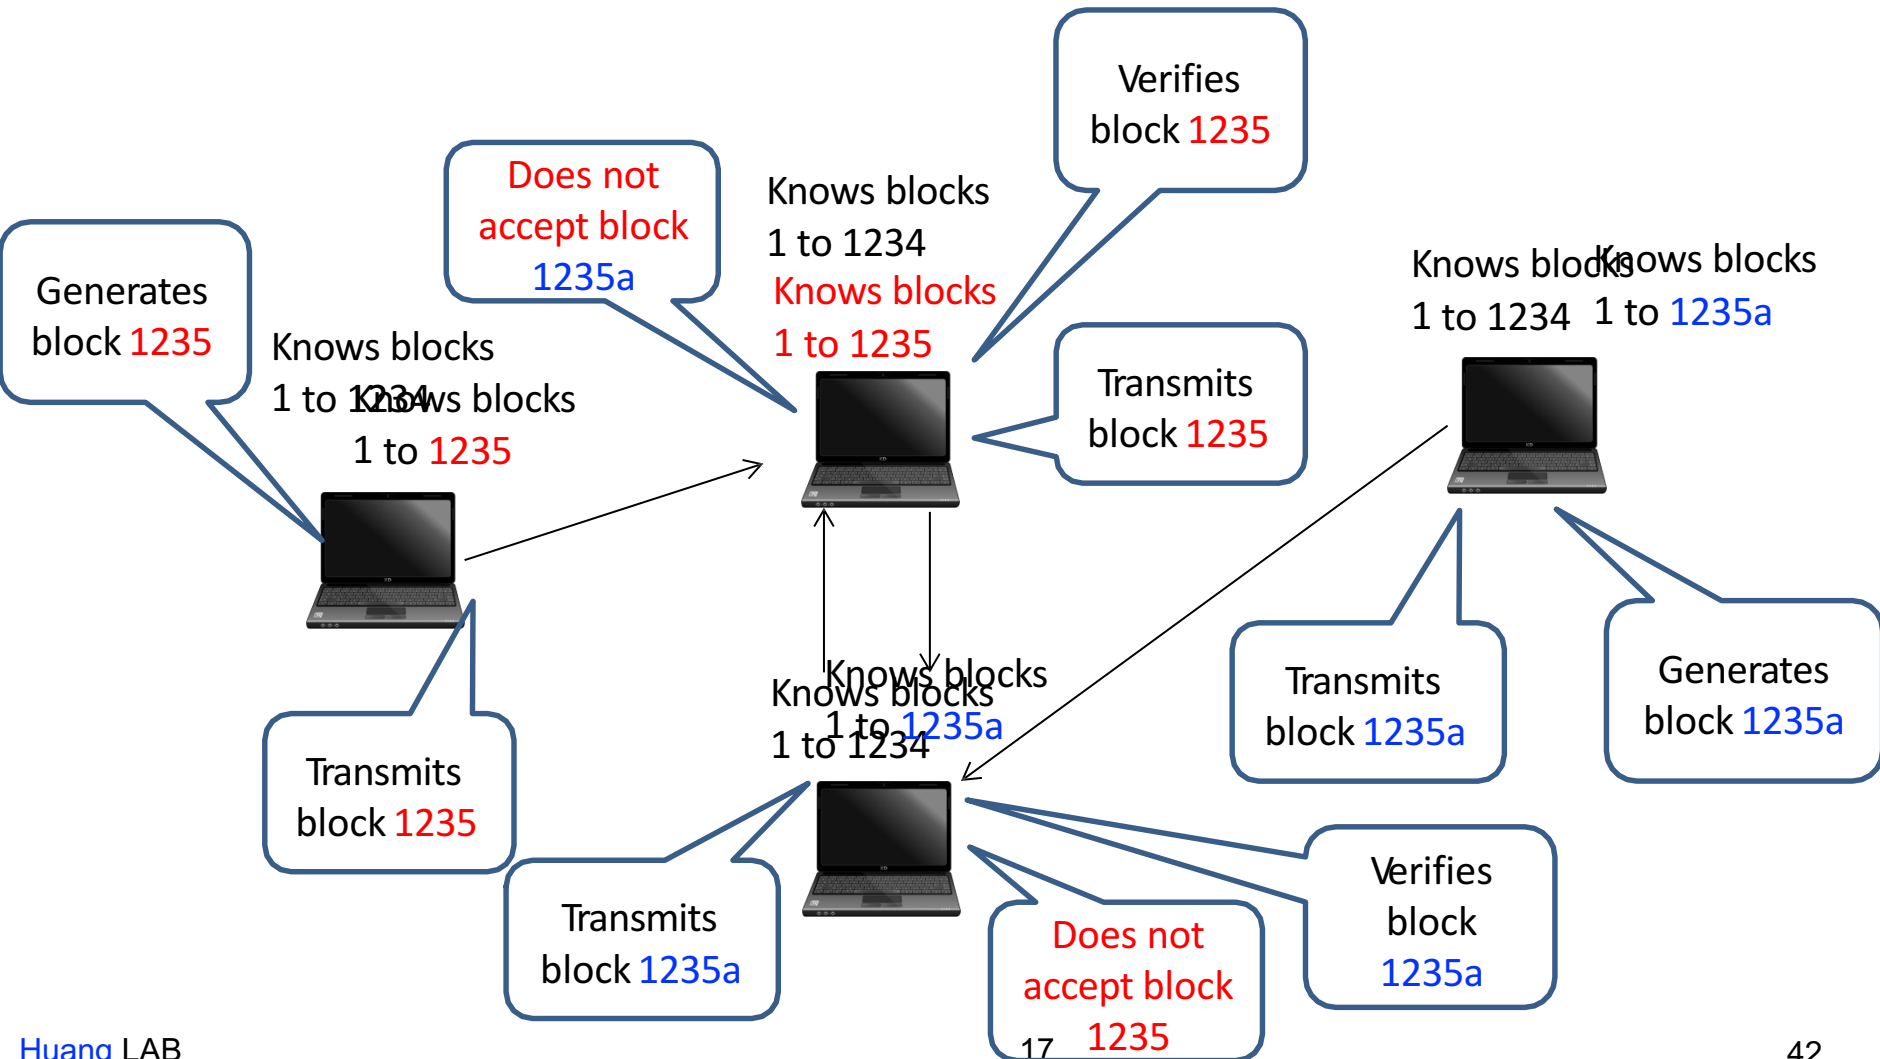 Verifies
block 1235
Does not
accept block
1235a
Knows blocks
1 to 1234
Knows blocks
1 to 1235
Generates
block 1235
Knows blocks
1 to 1234
Knows blocks
1 to 1235
Transmits
block 1235
Knows blocks
1 to 1234
Knows blocks
1 to 1235a
Knows blocks
1 to 1235a
Knows blocks
1 to 1234
Transmits
block 1235
Transmits
block 1235a
Generates
block 1235a
Transmits
block 1235a
Does not
accept block
1235
Verifies
block
1235a
Huang LAB
17
42